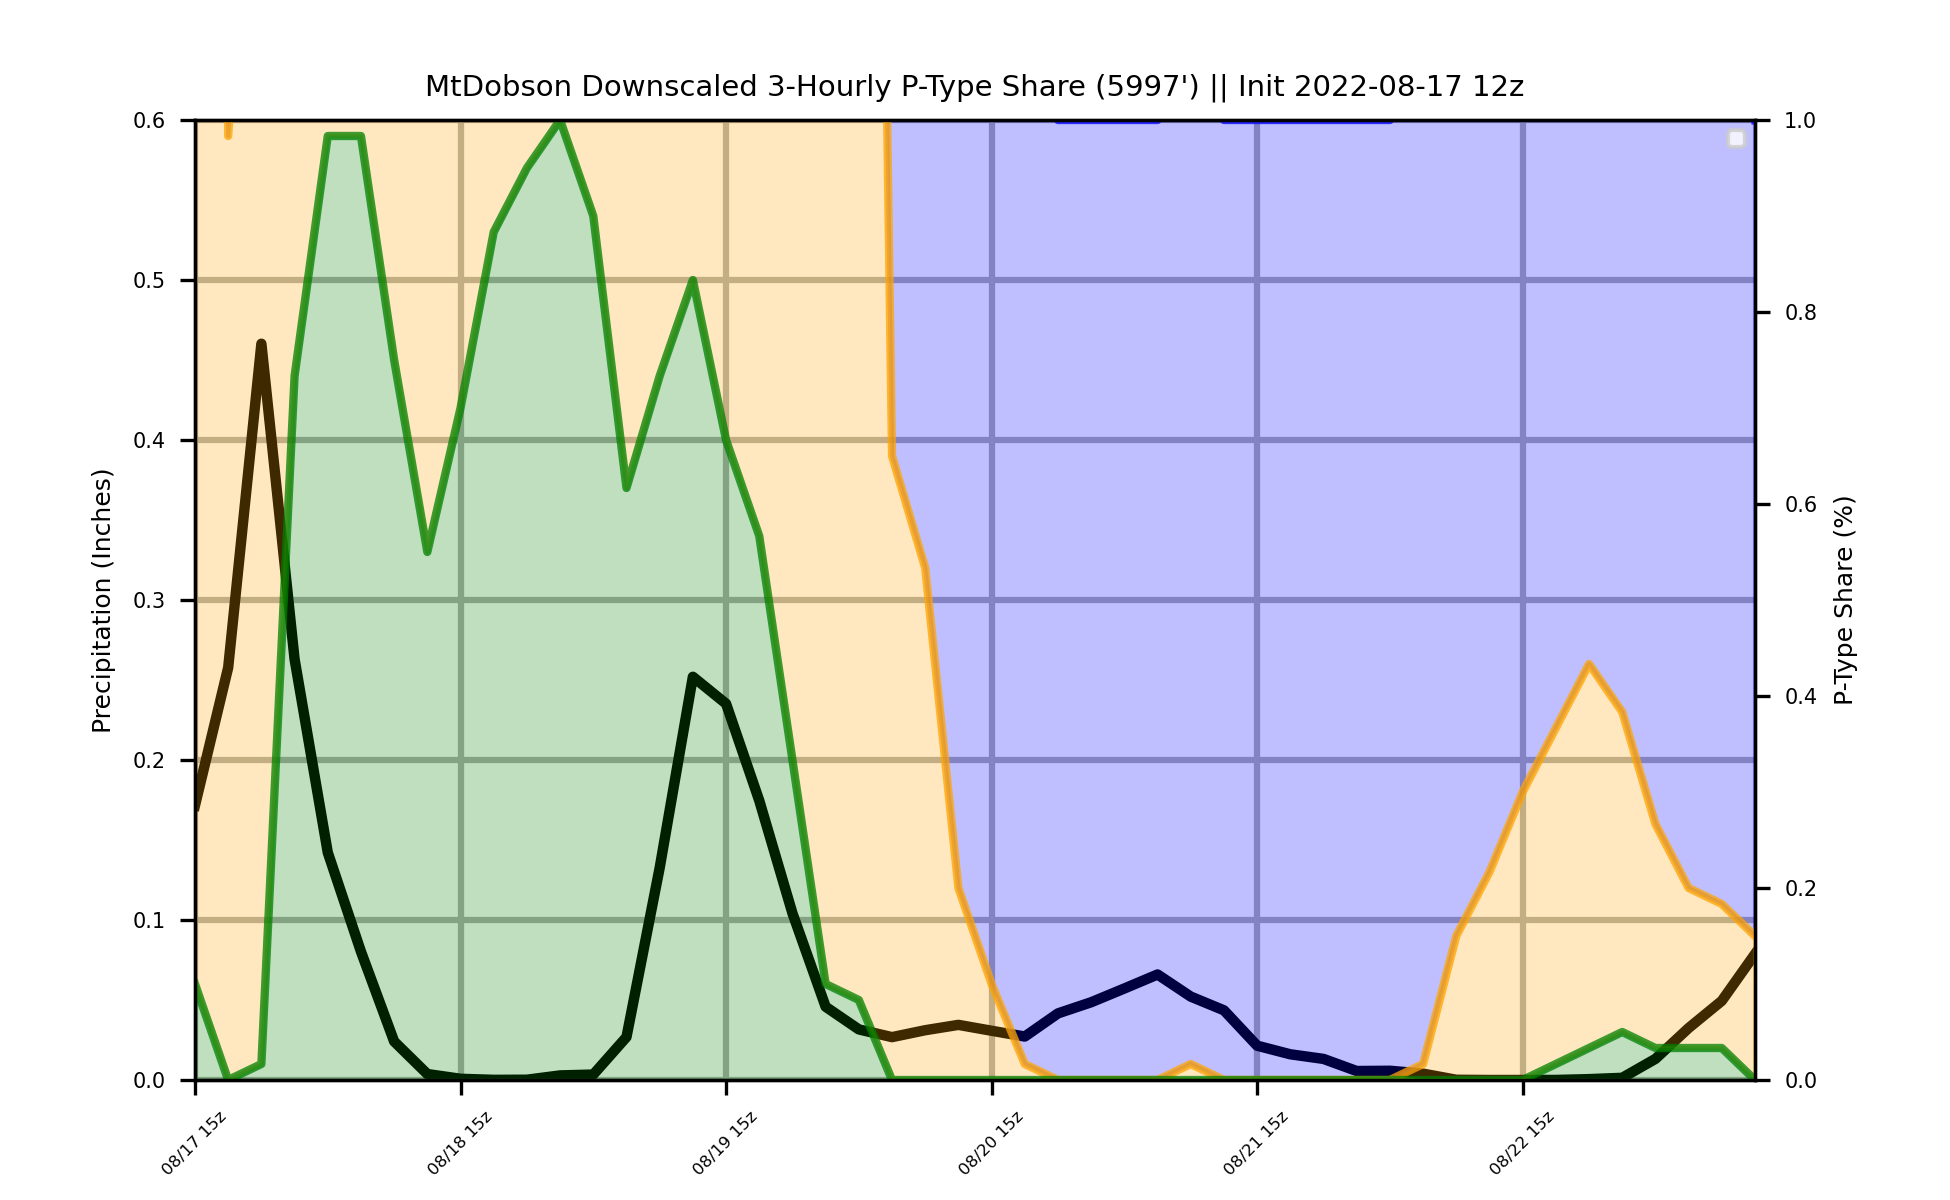 MtDobson Downscaled 3-Hourly P-Type Share (5997') || Init 2022-08-17 12z
Precipitation (Inches)
0.6
0.5
0.4
0.3
0.2
0.1
0.0
1.0
0.8
0.6
0.4
0.2
0.0
P-Type Share (%)
08/17 15z
08/18 15z
08/19 15z
08/20 15z
08/21 15z
08/22 15z